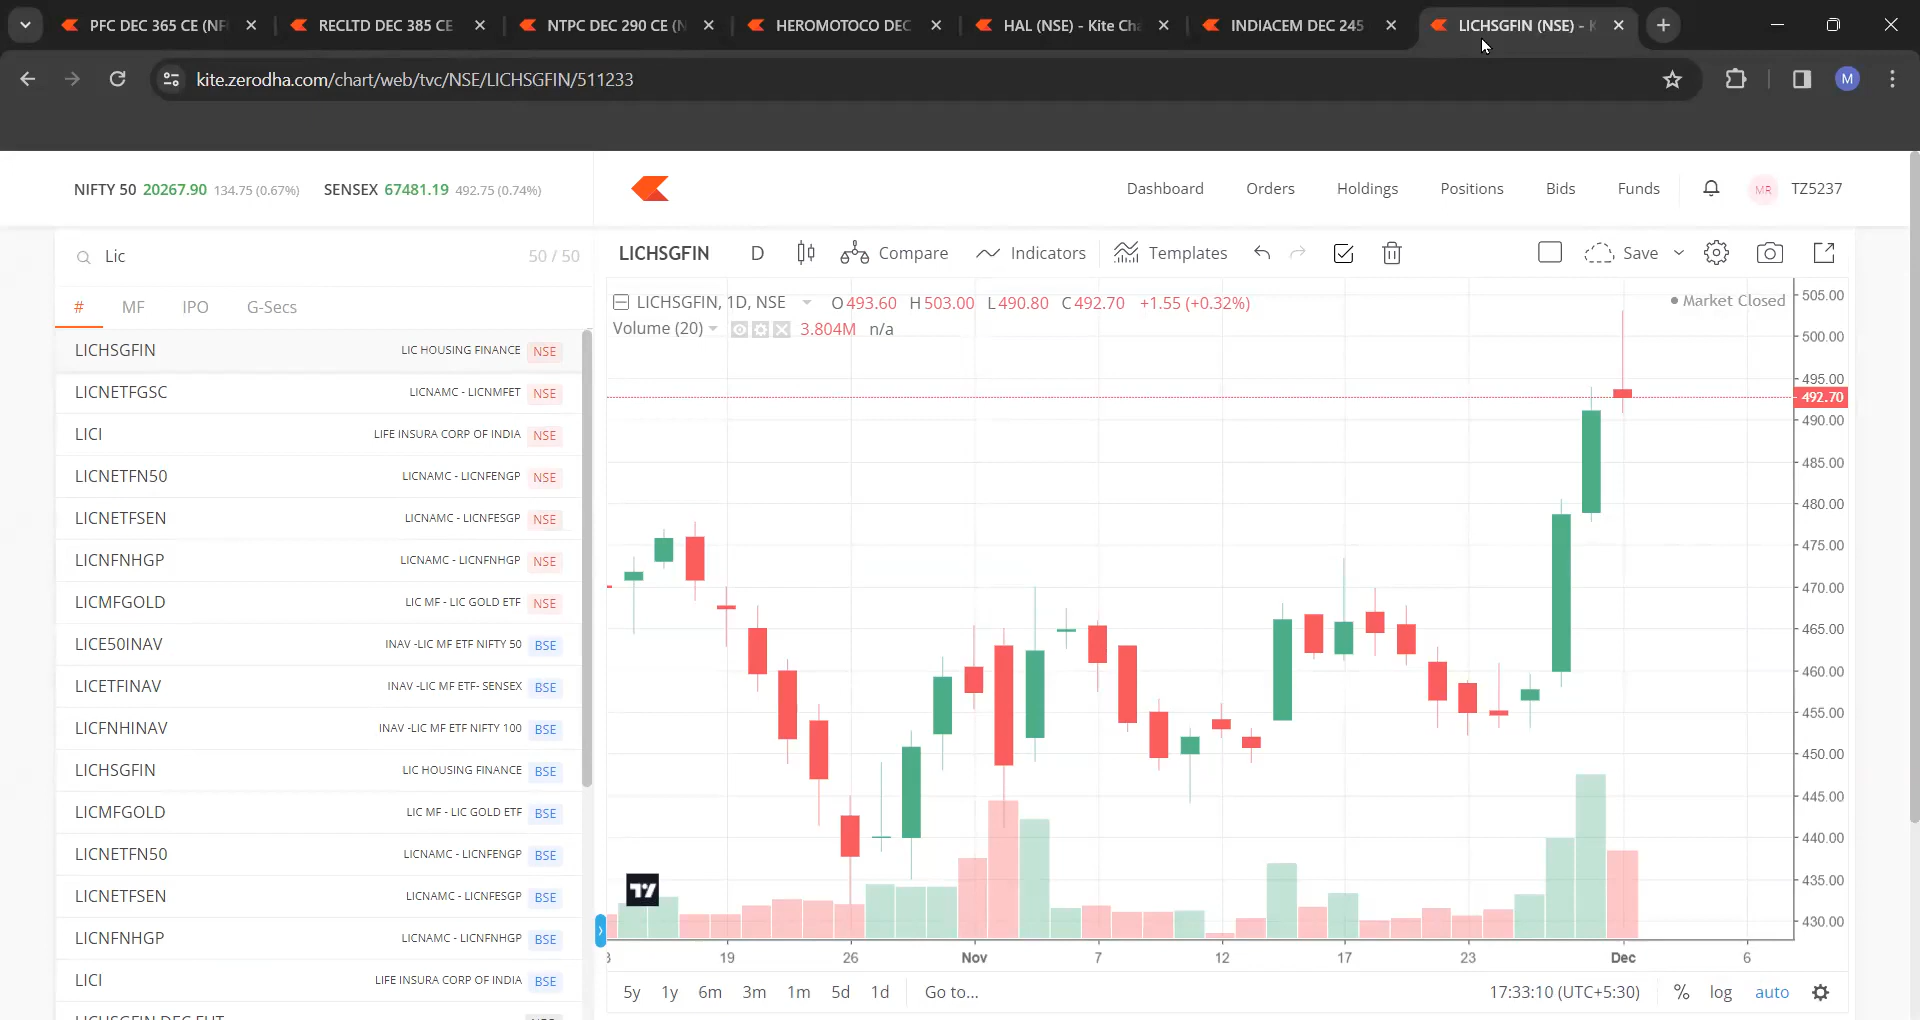 PFC DEC 365 CE (NF
RECLTD DEC 385 CE
NTPC DEC 290 CE (N
HEROMOTOCO DEC
HAL (NSE) - Kite Cha
INDIACEM DEC 245
LICHSGFIN (NSE) - K
kite.zerodha.com/chart/web/tvc/NSE/LICHSGFIN/511233
M
NIFTY 50 20267.90 134.75 (0.67%) SENSEX 67481.19 492.75 (0.74%)
Dashboard Orders Holdings Positions Bids Funds MR TZ5237
Lic 50 / 50
# MF IPO G-Secs
LICHSGFIN LIC HOUSING FINANCE NSE
LICNETFGSC LICNAMC - LICNMFET NSE
LICI LIFE INSURA CORP OF INDIA NSE
LICNETFN50 LICNAMC - LICNFENGP NSE
LICNETFSEN LICNAMC - LICNFESGP NSE
LICNFNHGP LICNAMC - LICNFNHGP NSE
LICMFGOLD LIC MF - LIC GOLD ETF NSE
LICE50INAV INAV -LIC MF ETF NIFTY 50 BSE
LICETFINAV INAV -LIC MF ETF- SENSEX BSE
LICFNHINAV INAV -LIC MF ETF NIFTY 100 BSE
LICHSGFIN LIC HOUSING FINANCE BSE
LICMFGOLD LIC MF - LIC GOLD ETF BSE
LICNETFN50 LICNAMC - LICNFENGP BSE
LICNETFSEN LICNAMC - LICNFESGP BSE
LICNFNHGP LICNAMC - LICNFNHGP BSE
LICI LIFE INSURA CORP OF INDIA BSE
LICHSGFIN DEC FUT
LICHSGFIN D Compare Indicators Templates Save
LICHSGFIN, 1D, NSE O493.60 H503.00 L490.80 C492.70 +1.55 (+0.32%)
Market Closed
Volume (20) 3.804M n/a
505.00
500.00
495.00
492.70
490.00
485.00
480.00
475.00
470.00
465.00
460.00
455.00
450.00
445.00
440.00
435.00
430.00
19 26 Nov 7 12 17 23 Dec 6
5y 1y 6m 3m 1m 5d 1d Go to... 17:33:10 (UTC+5:30) % log auto